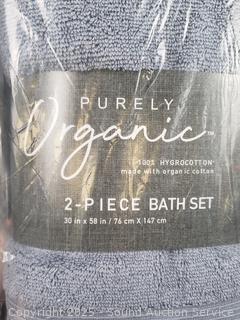 PURELY
Organic™
100% HYGROCOTTON®
made with organic cotton
2-PIECE BATH SET
30 in x 58 in / 76 cm X 147 cm
Copyright 2025 - Sound Auction Service